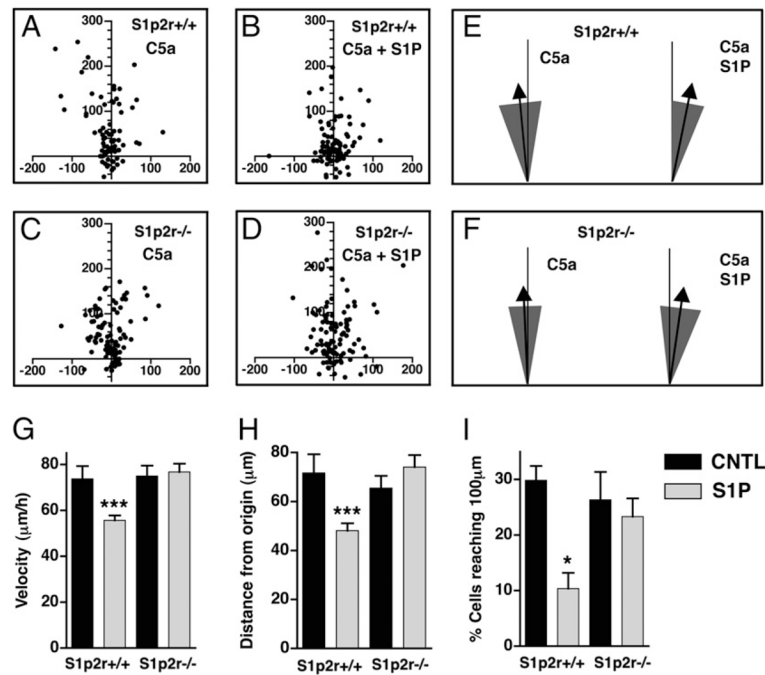 A
S1p2r+/+
C5a
300
200
100
-200 -100 0 100 200
B
S1p2r+/+
C5a + S1P
300
200
100
-200 -100 0 100 200
E
S1p2r+/+
C5a
C5a
S1P
C
S1p2r-/-
C5a
300
200
100
-200 -100 0 100 200
D
S1p2r-/-
C5a + S1P
300
200
100
-200 -100 0 100 200
F
S1p2r-/-
C5a
C5a
S1P
G
Velocity (μm/h)
80
60
40
20
0
***
S1p2r+/+ S1p2r-/-
H
Distance from origin (μm)
80
60
40
20
0
***
S1p2r+/+ S1p2r-/-
I
% Cells reaching 100μm
30
20
10
0
*
S1p2r+/+ S1p2r-/-
CNTL
S1P